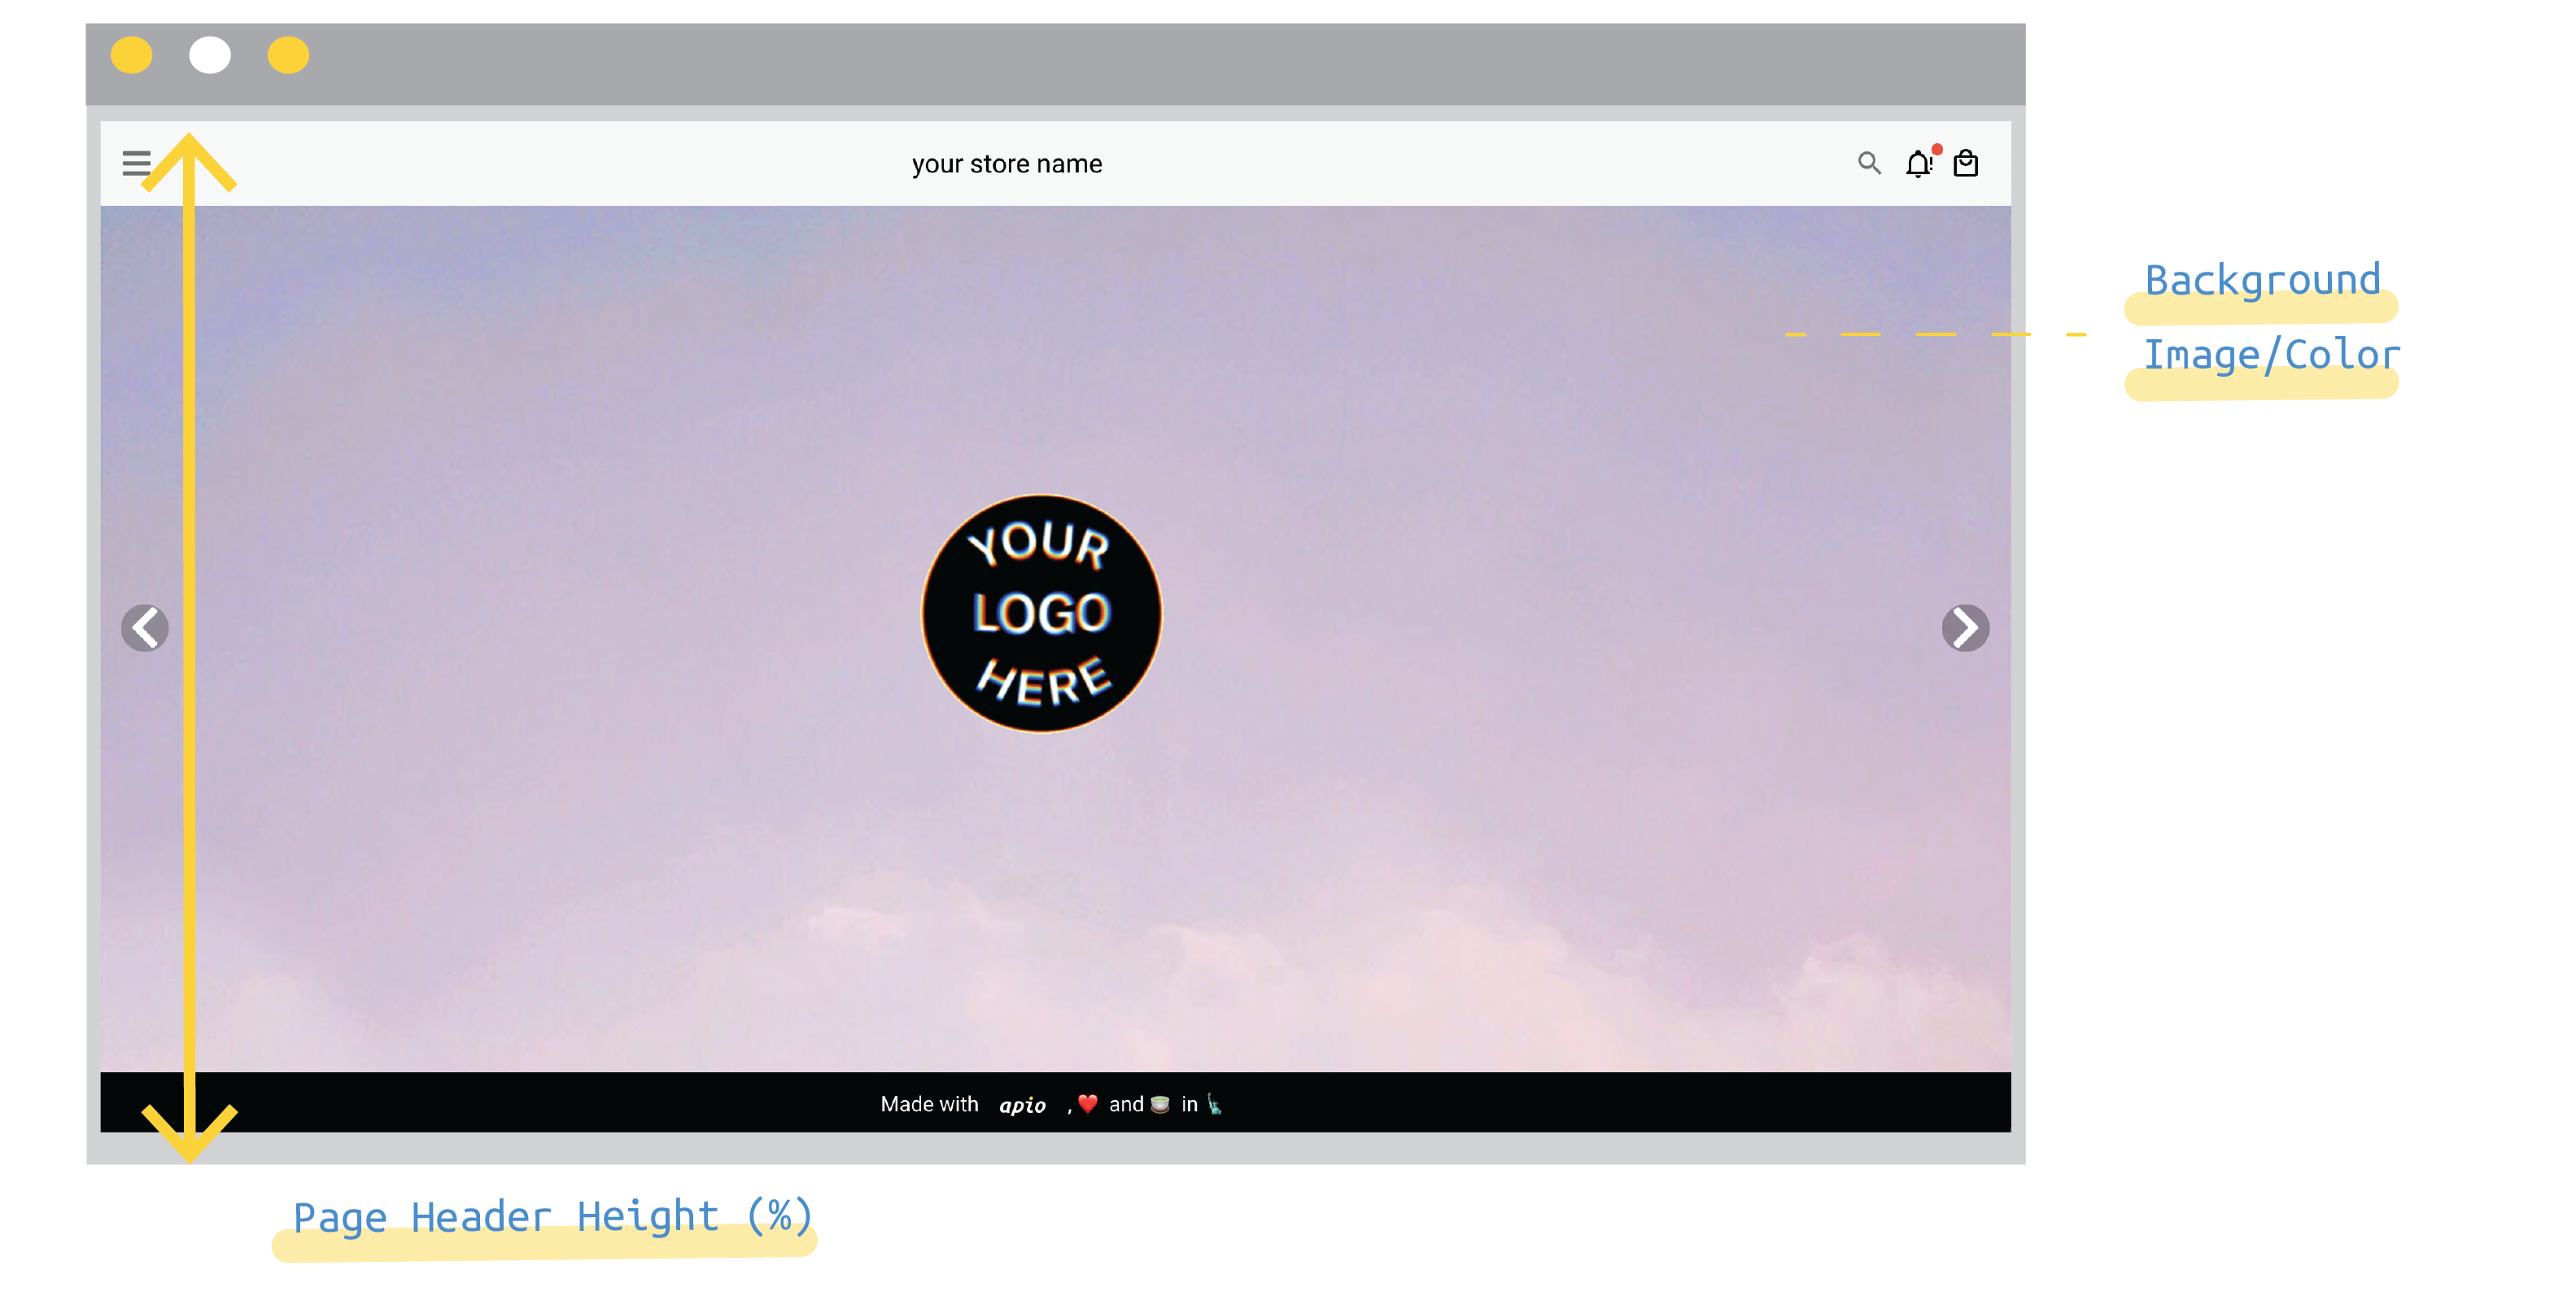 your store name
Background
Image/Color
YOUR
LOGO
HERE
Made with apio , ❤️ and 🍵 in 🗽
Page Header Height (%)